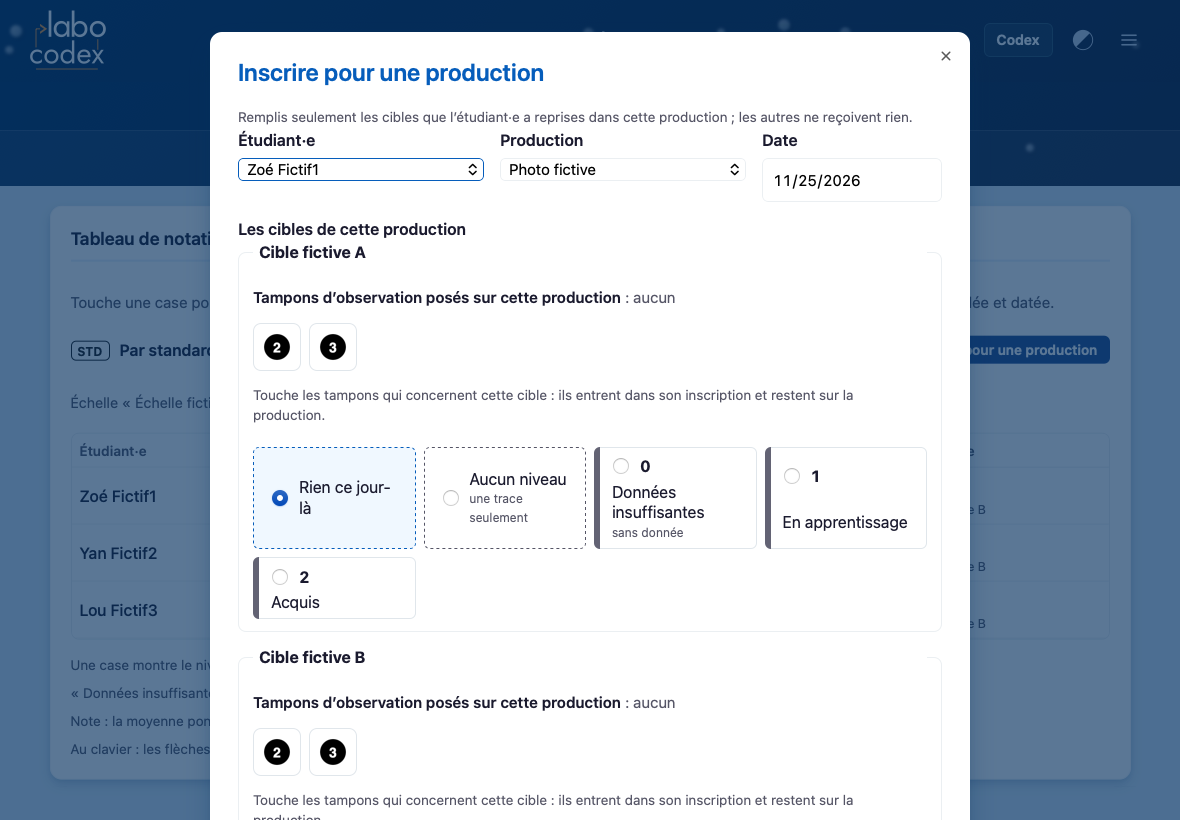 labo
codex
Codex
Inscrire pour une production
Remplis seulement les cibles que l’étudiant·e a reprises dans cette production ; les autres ne reçoivent rien.
Étudiant·e
Production
Date
Zoé Fictif1
Photo fictive
11/25/2026
Les cibles de cette production
Cible fictive A
Tampons d’observation posés sur cette production : aucun
2
3
Touche les tampons qui concernent cette cible : ils entrent dans son inscription et restent sur la
production.
Rien ce jour-
là
Aucun niveau
une trace
seulement
0
Données
insuffisantes
sans donnée
1
En apprentissage
2
Acquis
Cible fictive B
Tampons d’observation posés sur cette production : aucun
2
3
Touche les tampons qui concernent cette cible : ils entrent dans son inscription et restent sur la
production.
Tableau de notati
Touche une case po
ée et datée.
STD
Par standar
our une production
Échelle « Échelle ficti
Étudiant·e
Zoé Fictif1
e B
Yan Fictif2
e B
Lou Fictif3
e B
Une case montre le niv
« Données insuffisant
Note : la moyenne pon
Au clavier : les flèches